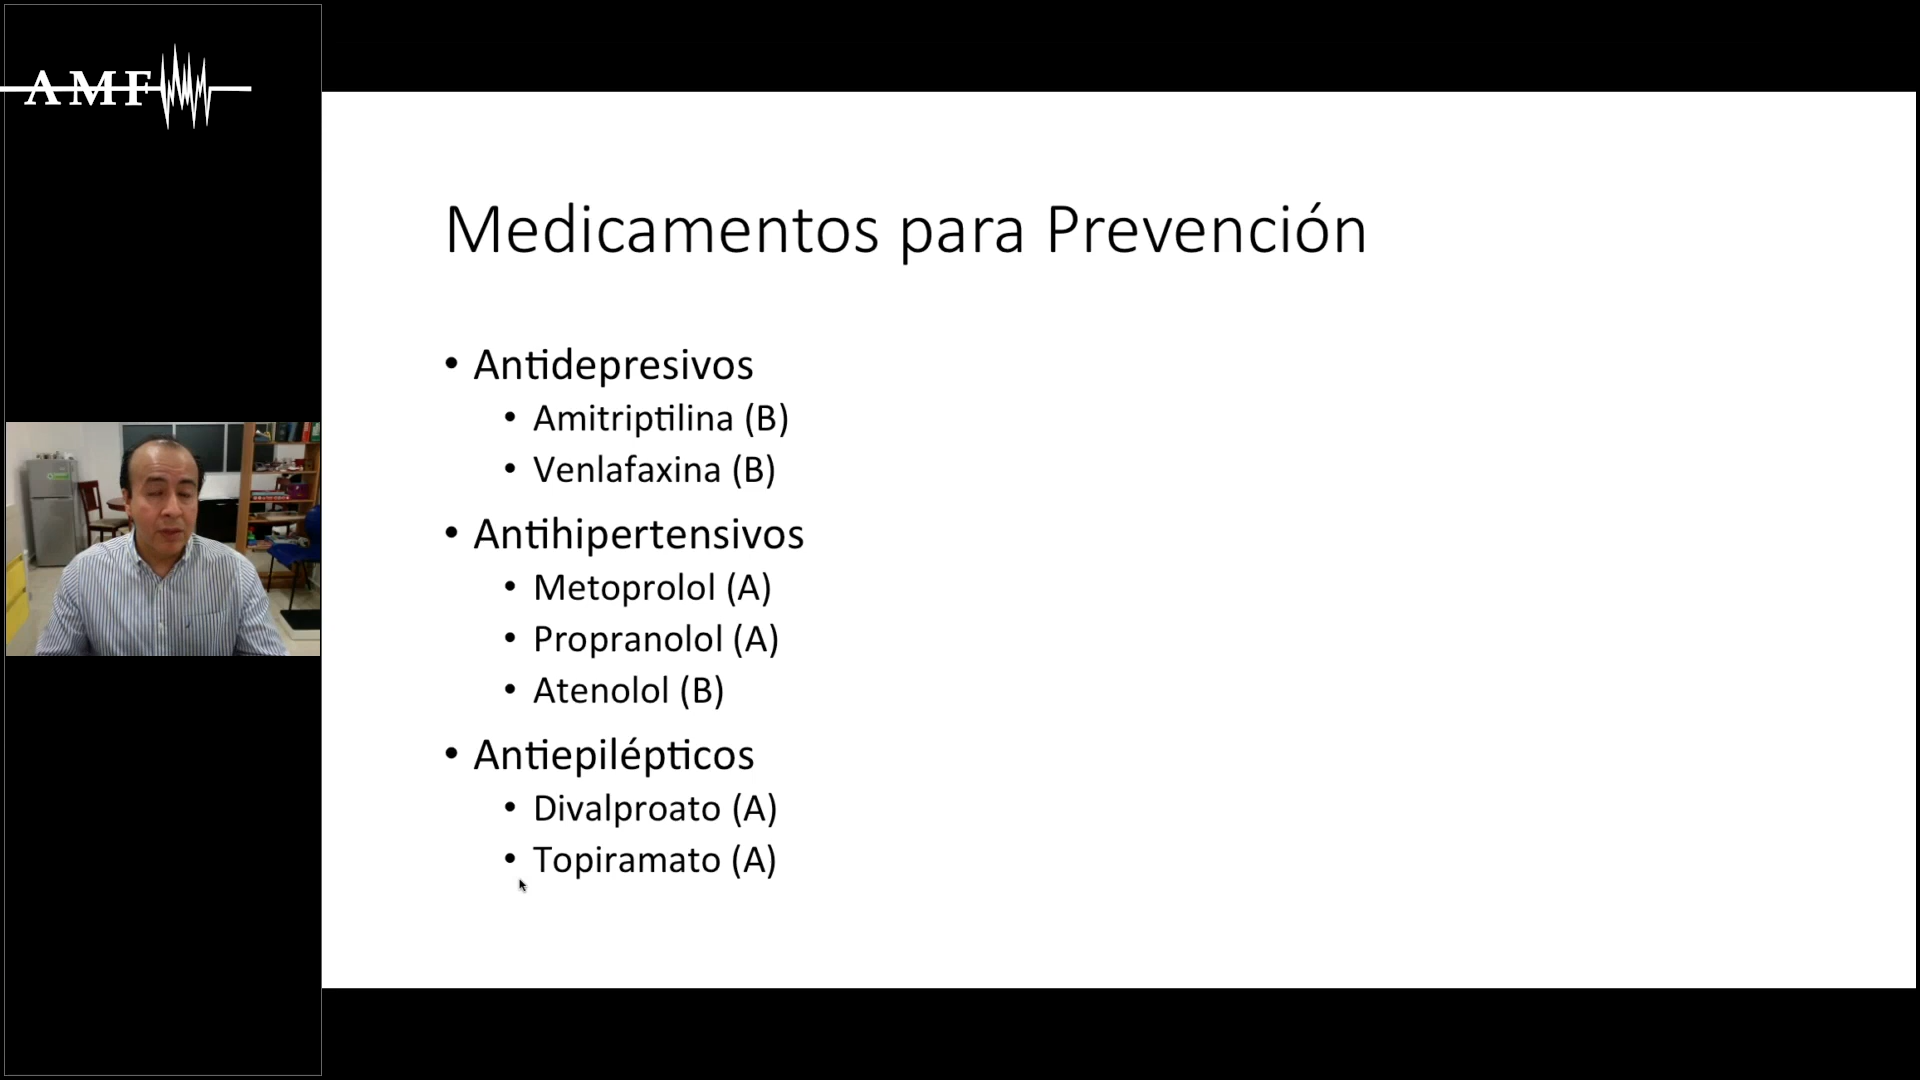 AMF
Medicamentos para Prevención
• Antidepresivos
• Amitriptilina (B)
• Venlafaxina (B)
• Antihipertensivos
• Metoprolol (A)
• Propranolol (A)
• Atenolol (B)
• Antiepilépticos
• Divalproato (A)
• Topiramato (A)